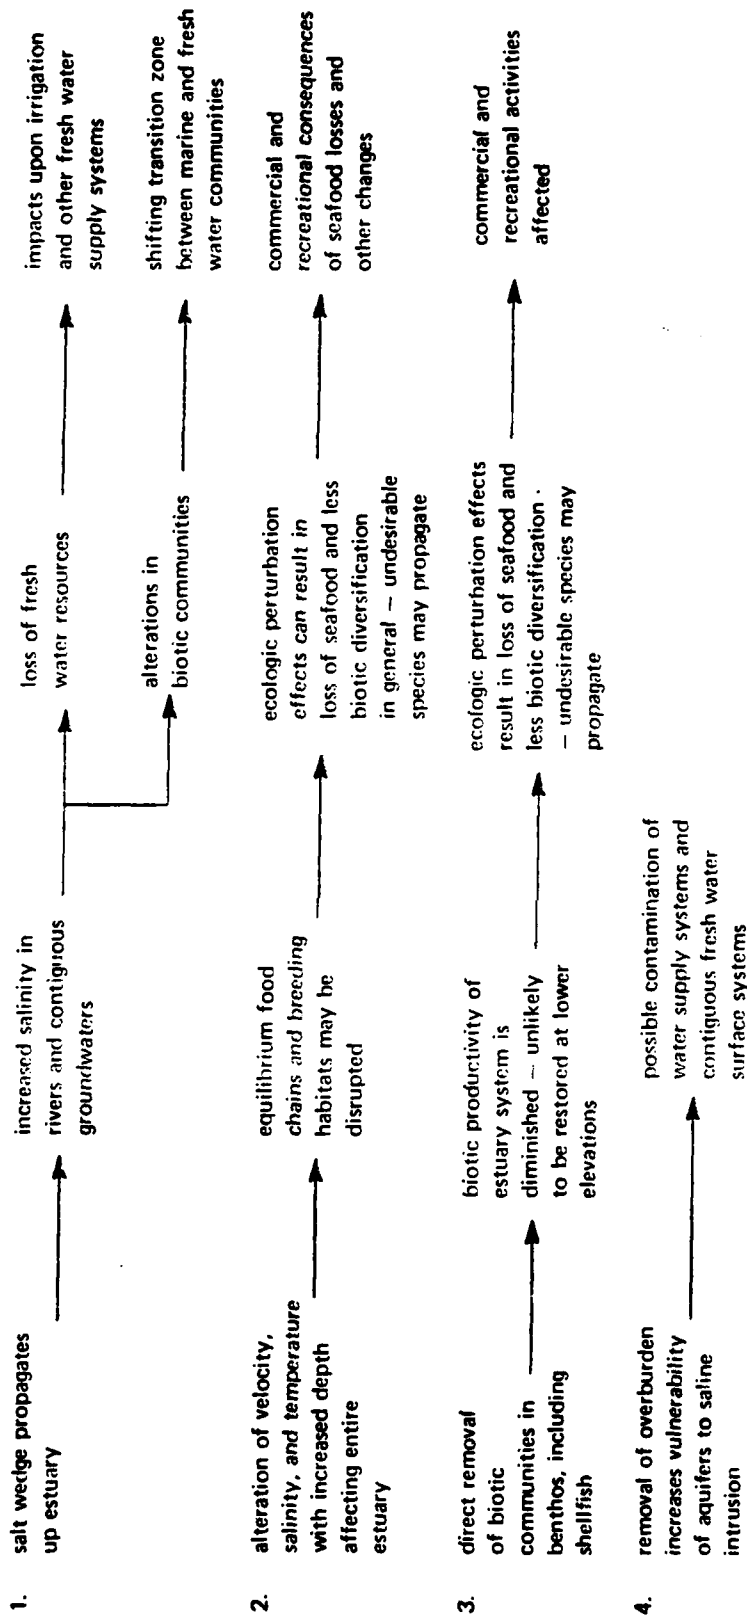 1.
salt wedge propagates
up estuary
increased salinity in
rivers and contiguous
groundwaters
loss of fresh
water resources
impacts upon irrigation
and other fresh water
supply systems
alterations in
biotic communities
shifting transition zone
between marine and fresh
water communities
2.
alteration of velocity,
salinity, and temperature
with increased depth
affecting entire
estuary
equilibrium food
chains and breeding
habitats may be
disrupted
ecologic perturbation
effects can result in
loss of seafood and less
biotic diversification
in general – undesirable
species may propagate
commercial and
recreational consequences
of seafood losses and
other changes
3.
direct removal
of biotic
communities in
benthos, including
shellfish
biotic productivity of
estuary system is
diminished – unlikely
to be restored at lower
elevations
ecologic perturbation effects
result in loss of seafood and
less biotic diversification ·
– undesirable species may
propagate
commercial and
recreational activities
affected
4.
removal of overburden
increases vulnerability
of aquifers to saline
intrusion
possible contamination of
water supply systems and
contiguous fresh water
surface systems